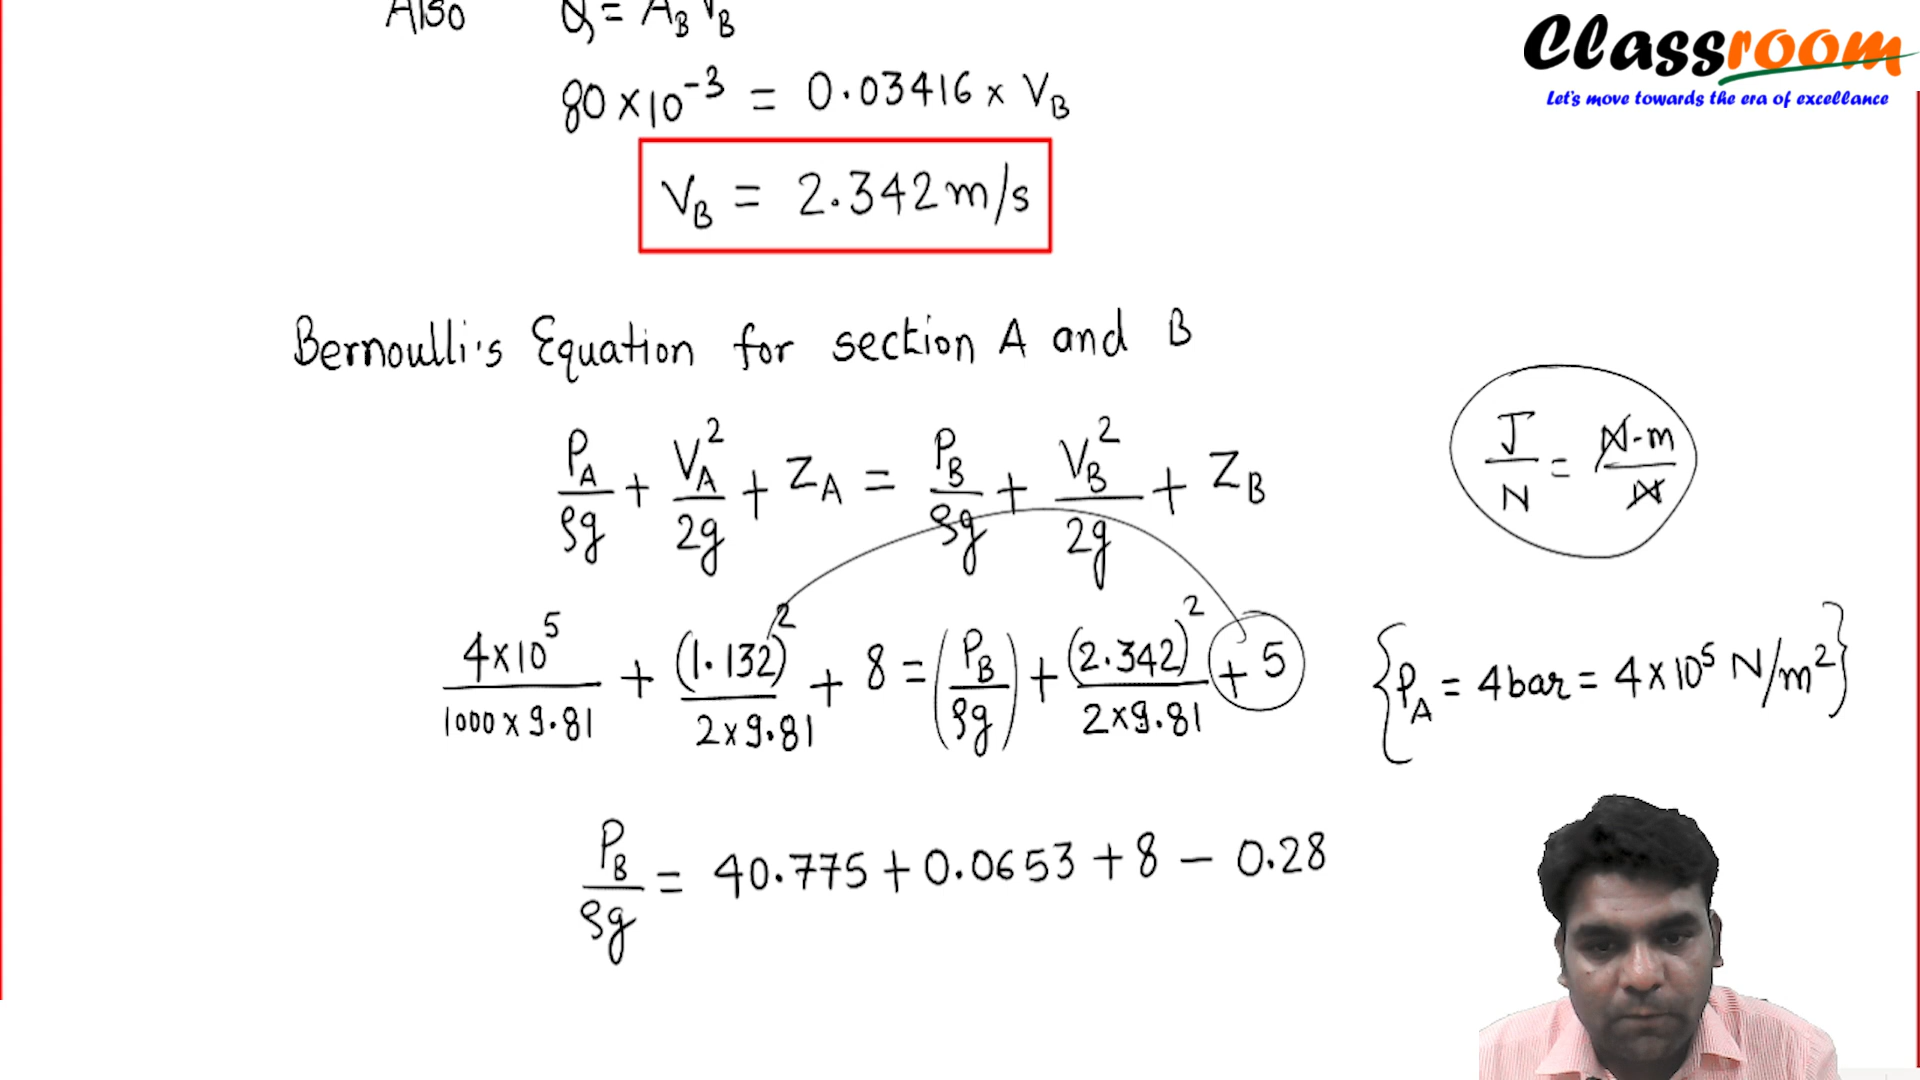 Also Q = A_B V_B
Classroom
Let's move towards the era of excellance
80×10^-3 = 0.03416 × V_B
V_B = 2.342 m/s
Bernoulli's Equation for section A and B
P_A/ρg + V_A^2/2g + Z_A = P_B/ρg + V_B^2/2g + Z_B
J/N = N-m/N
4×10^5/1000×9.81 + (1.132)^2/2×9.81 + 8 = (P_B/ρg) + (2.342)^2/2×9.81 + 5
{P_A = 4bar = 4×10^5 N/m^2}
P_B/ρg = 40.775 + 0.0653 + 8 − 0.28